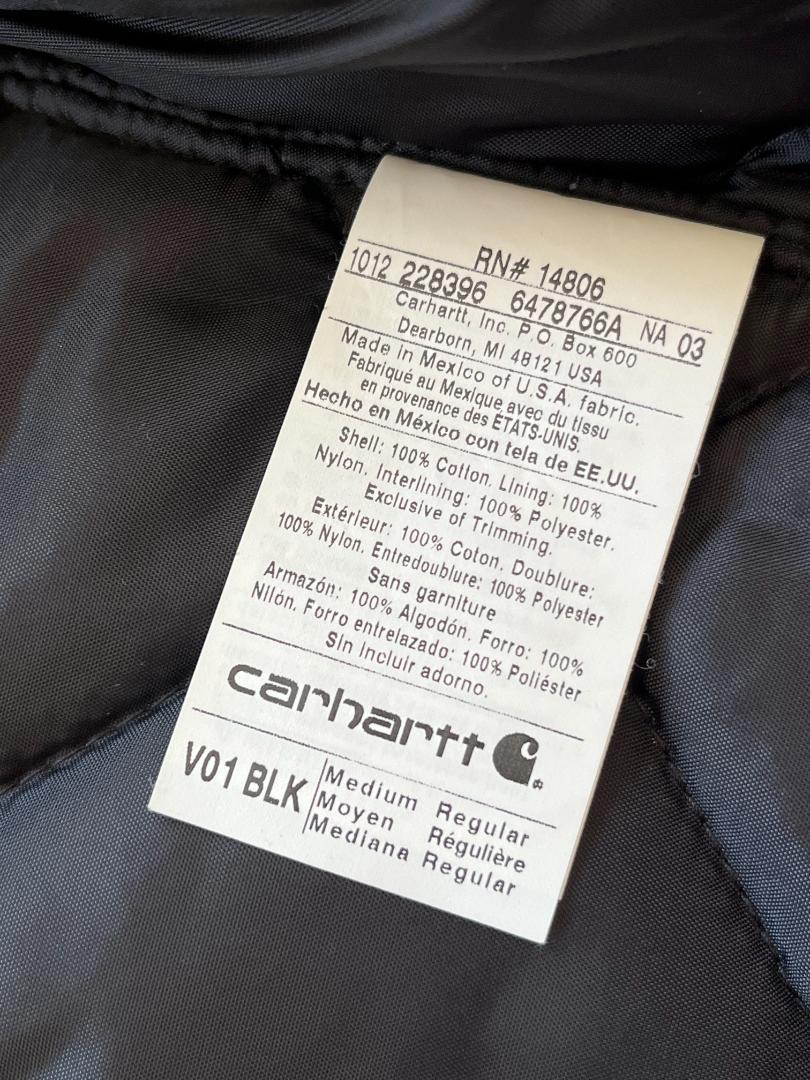 RN# 14806
1012 228396 6478766A NA 03
Carhartt, Inc. P.O. Box 600
Dearborn, MI 48121 USA
Made in Mexico of U.S.A. fabric.
Fabriqué au Mexique avec du tissu
en provenance des ÉTATS-UNIS.
Hecho en México con tela de EE.UU.
Shell: 100% Cotton. Lining: 100%
Nylon. Interlining: 100% Polyester.
Exclusive of Trimming.
Extérieur: 100% Coton. Doublure:
100% Nylon. Entredoublure: 100% Polyester
Sans garniture
Armazón: 100% Algodón. Forro: 100%
Nilón. Forro entrelazado: 100% Poliéster
Sin incluir adorno.
carhartt
V01 BLK
Medium Regular
Moyen Régulière
Mediana Regular